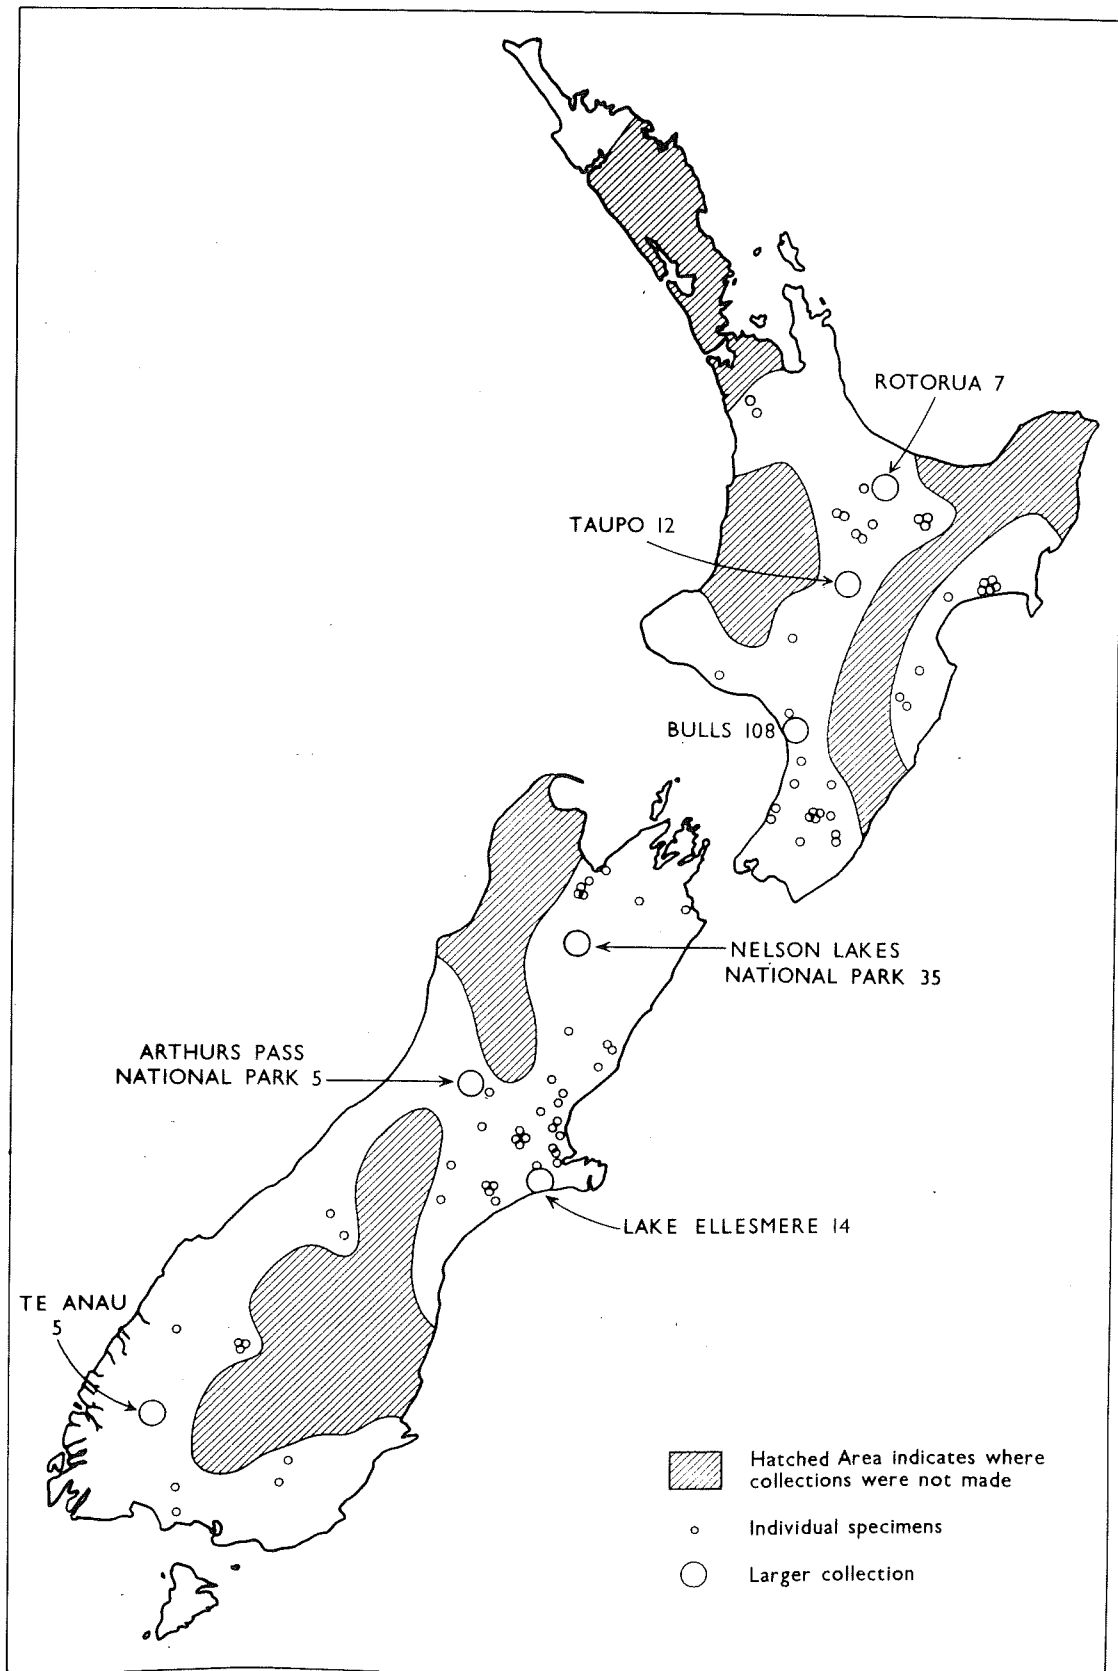 ROTORUA 7
TAUPO 12
BULLS 108
NELSON LAKES
NATIONAL PARK 35
ARTHURS PASS
NATIONAL PARK 5
LAKE ELLESMERE 14
TE ANAU
5
Hatched Area indicates where
collections were not made
Individual specimens
Larger collection